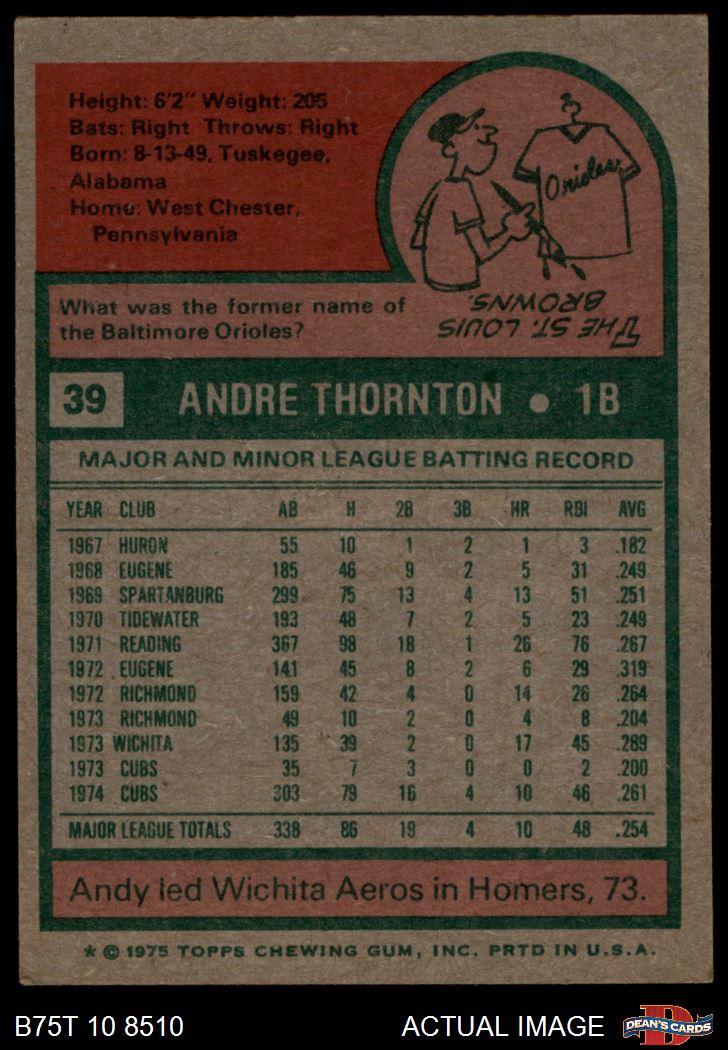 Height: 6'2" Weight: 205
Bats: Right Throws: Right
Born: 8-13-49, Tuskegee,
Alabama
Home: West Chester,
Pennsylvania
Orioles
What was the former name of
the Baltimore Orioles?
THE ST. LOUIS
BROWNS.
39 ANDRE THORNTON • 1B
MAJOR AND MINOR LEAGUE BATTING RECORD
YEAR CLUB AB H 2B 3B HR RBI AVG
1967 HURON 55 10 1 2 1 3 .182
1968 EUGENE 185 46 9 2 5 31 .249
1969 SPARTANBURG 299 75 13 4 13 51 .251
1970 TIDEWATER 193 48 7 2 5 23 .249
1971 READING 367 98 18 1 26 76 .267
1972 EUGENE 141 45 8 2 6 29 .319
1972 RICHMOND 159 42 4 0 14 26 .264
1973 RICHMOND 49 10 2 0 4 8 .204
1973 WICHITA 135 39 2 0 17 45 .289
1973 CUBS 35 7 3 0 0 2 .200
1974 CUBS 303 79 16 4 10 46 .261
MAJOR LEAGUE TOTALS 338 86 19 4 10 48 .254
Andy led Wichita Aeros in Homers, 73.
* © 1975 TOPPS CHEWING GUM, INC. PRTD IN U.S.A.
B75T 10 8510 ACTUAL IMAGE D DEAN'S CARDS